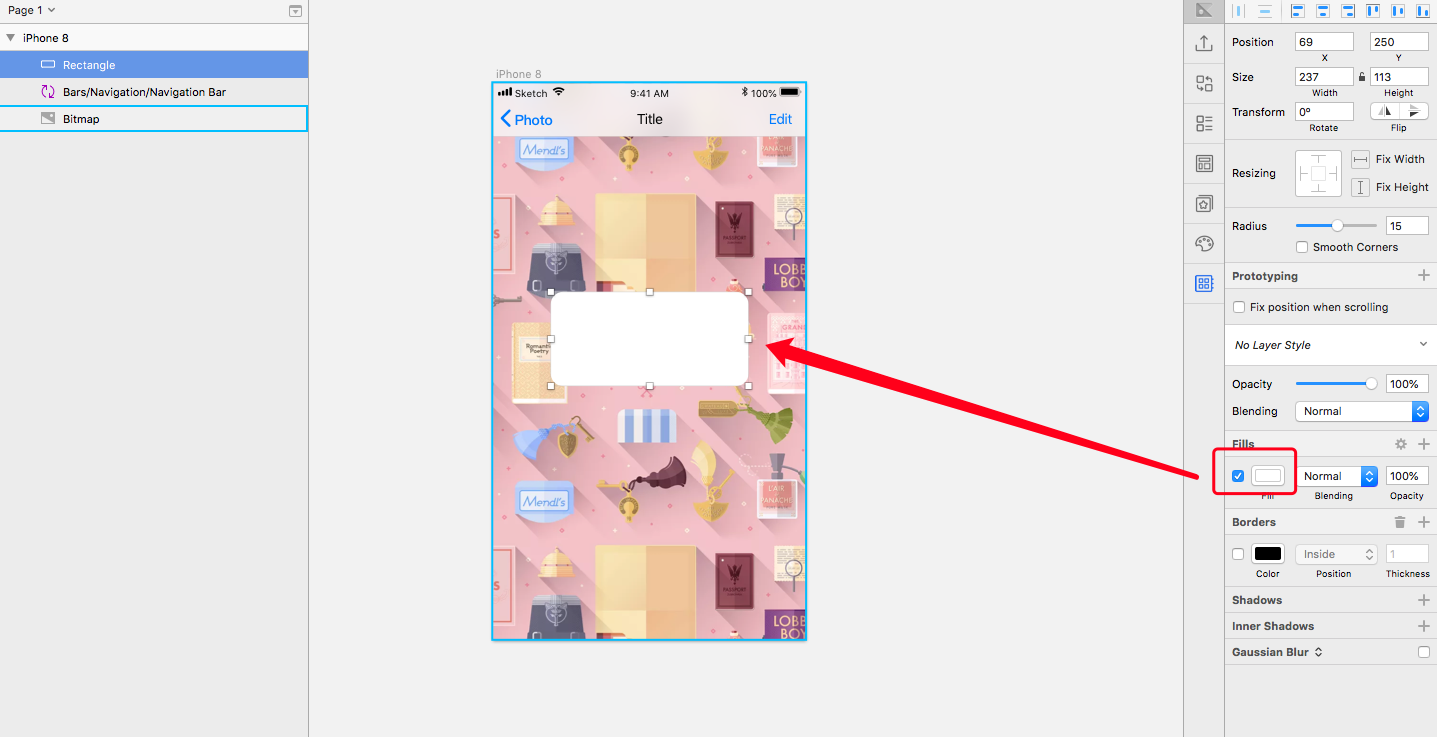 Page 1
iPhone 8
Rectangle
Bars/Navigation/Navigation Bar
Bitmap
iPhone 8
Sketch
9:41 AM
100%
Photo
Title
Edit
Mendl's
PANACHE
PASSPORT
LOBBY
BOY
Romantic
Poetry
GRAND
Mendl's
L'AIR
PANACHE
PASSPORT
LOBBY
BOY
Position
69
250
X
Y
Size
237
113
Width
Height
Transform
0º
Rotate
Flip
Resizing
Fix Width
Fix Height
Radius
15
Smooth Corners
Prototyping
Fix position when scrolling
No Layer Style
Opacity
100%
Blending
Normal
Fills
Normal
100%
Fill
Blending
Opacity
Borders
Inside
1
Color
Position
Thickness
Shadows
Inner Shadows
Gaussian Blur